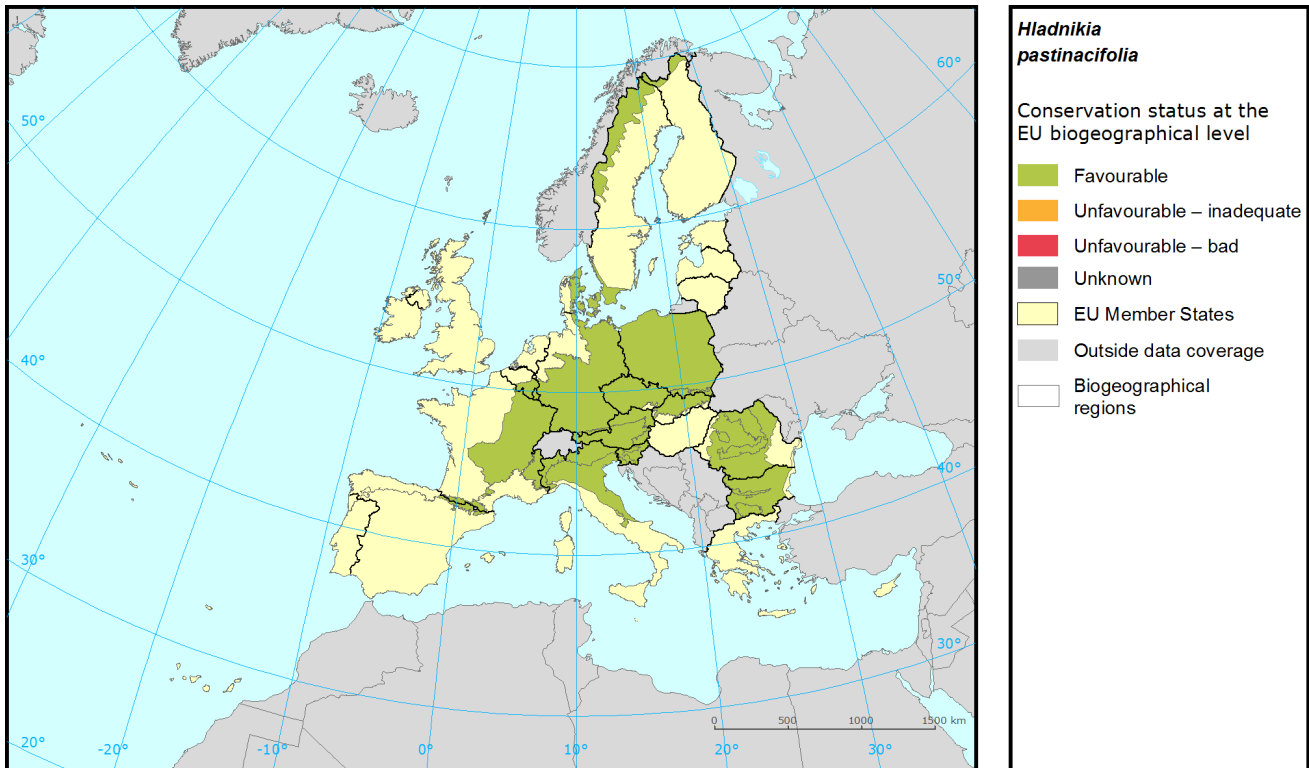 60°
50°
50°
40°
40°
30°
30°
0 500 1000 1500 km
20° -20° -10° 0° 10° 20° 30°
Hladnikia
pastinacifolia
Conservation status at the
EU biogeographical level
Favourable
Unfavourable – inadequate
Unfavourable – bad
Unknown
EU Member States
Outside data coverage
Biogeographical
regions